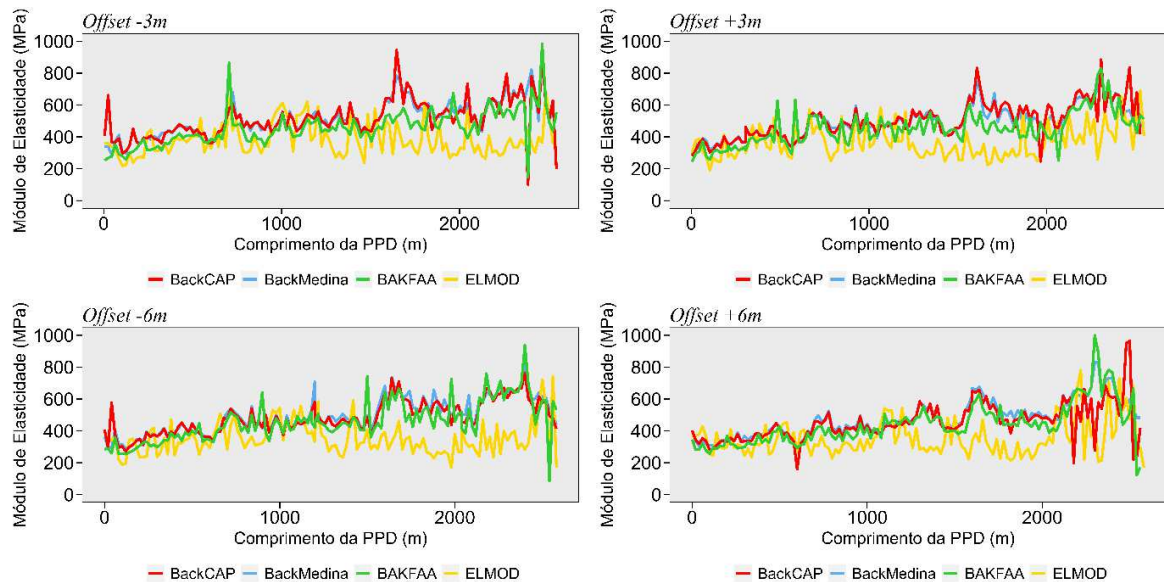 Offset -3m
Módulo de Elasticidade (MPa)
1000
800
600
400
200
0
0 1000 2000
Comprimento da PPD (m)
BackCAP BackMedina BAKFAA ELMOD
Offset +3m
Módulo de Elasticidade (MPa)
1000
800
600
400
200
0
0 1000 2000
Comprimento da PPD (m)
BackCAP BackMedina BAKFAA ELMOD
Offset -6m
Módulo de Elasticidade (MPa)
1000
800
600
400
200
0
0 1000 2000
Comprimento da PPD (m)
BackCAP BackMedina BAKFAA ELMOD
Offset +6m
Módulo de Elasticidade (MPa)
1000
800
600
400
200
0
0 1000 2000
Comprimento da PPD (m)
BackCAP BackMedina BAKFAA ELMOD